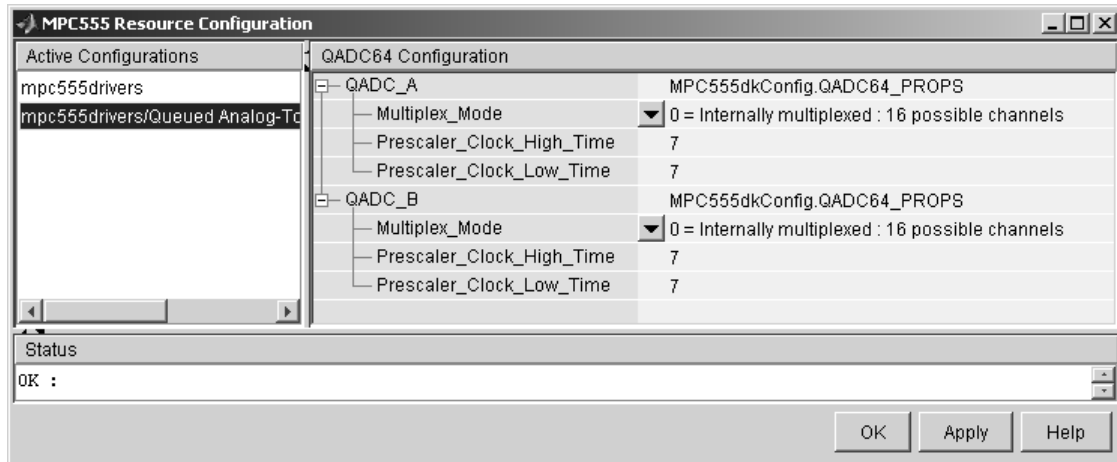 MPC555 Resource Configuration
Active Configurations
mpc555drivers
mpc555drivers/Queued Analog-To
QADC64 Configuration
QADC_A MPC555dkConfig.QADC64_PROPS
Multiplex_Mode 0 = Internally multiplexed : 16 possible channels
Prescaler_Clock_High_Time 7
Prescaler_Clock_Low_Time 7
QADC_B MPC555dkConfig.QADC64_PROPS
Multiplex_Mode 0 = Internally multiplexed : 16 possible channels
Prescaler_Clock_High_Time 7
Prescaler_Clock_Low_Time 7
Status
OK :
OK Apply Help